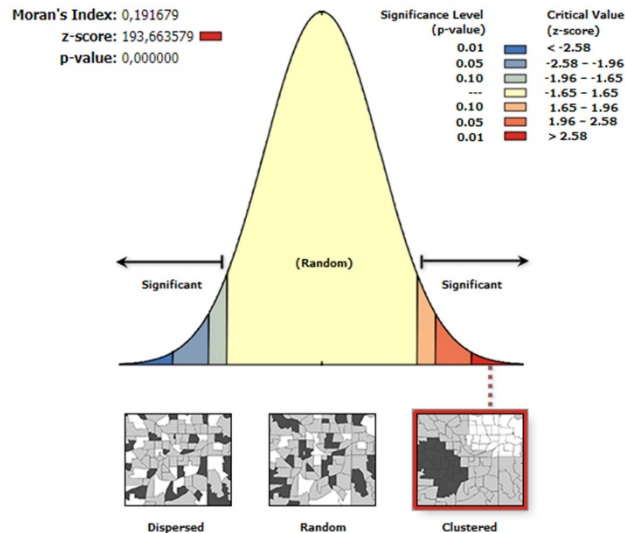 Moran's Index: 0,191679
z-score: 193,663579
p-value: 0,000000
Significance Level
(p-value)
Critical Value
(z-score)
0.01 < -2.58
0.05 -2.58 – -1.96
0.10 -1.96 – -1.65
--- -1.65 – 1.65
0.10 1.65 – 1.96
0.05 1.96 – 2.58
0.01 > 2.58
(Random)
Significant
Significant
Dispersed
Random
Clustered